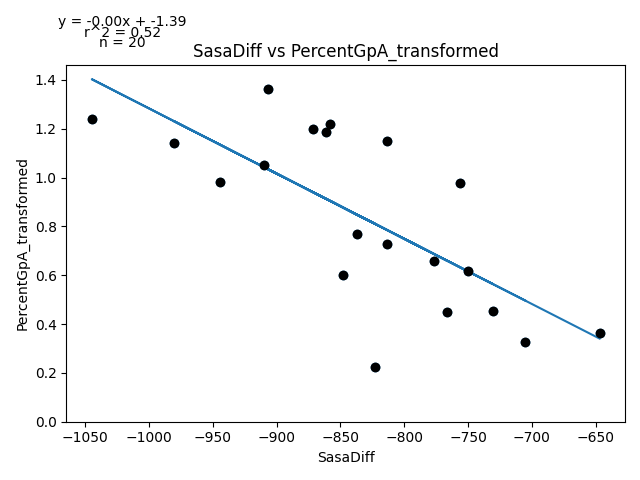 y = -0.00x + -1.39
r^2 = 0.52
n = 20
SasaDiff vs PercentGpA_transformed
1.4
1.2
1.0
0.8
0.6
0.4
0.2
0.0
PercentGpA_transformed
−1050 −1000 −950 −900 −850 −800 −750 −700 −650
SasaDiff